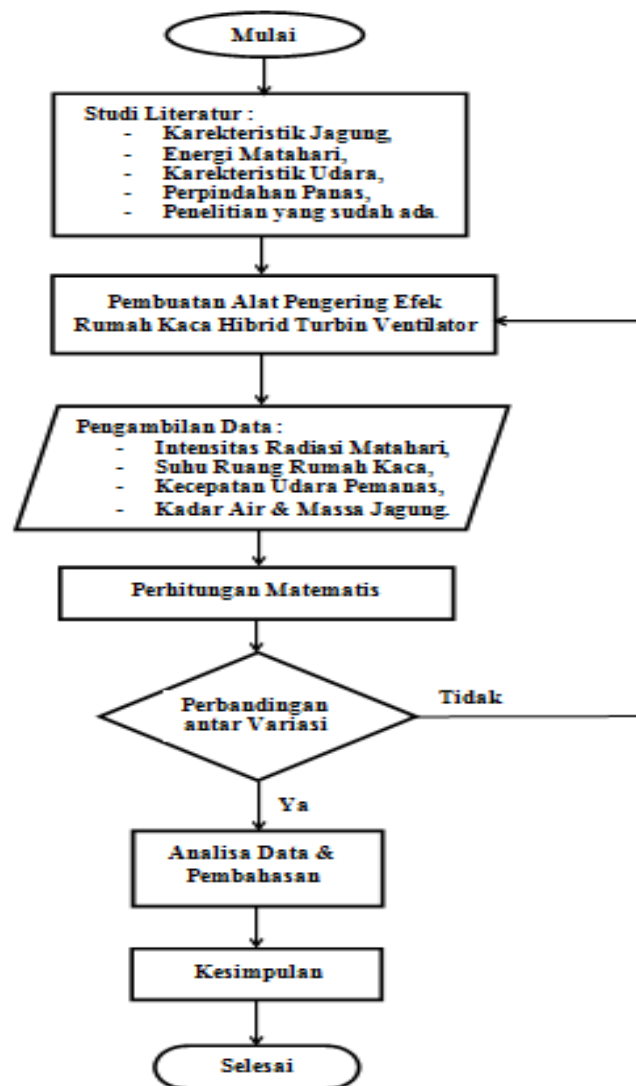 Mulai
Studi Literatur :
- Karekteristik Jagung,
- Energi Matahari,
- Karekteristik Udara,
- Perpindahan Panas,
- Penelitian yang sudah ada.
Pembuatan Alat Pengering Efek
Rumah Kaca Hibrid Turbin Ventilator
Pengambilan Data :
- Intensitas Radiasi Matahari,
- Suhu Ruang Rumah Kaca,
- Kecepatan Udara Pemanas,
- Kadar Air & Massa Jagung.
Perhitungan Matematis
Perbandingan
antar Variasi
Tidak
Ya
Analisa Data &
Pembahasan
Kesimpulan
Selesai